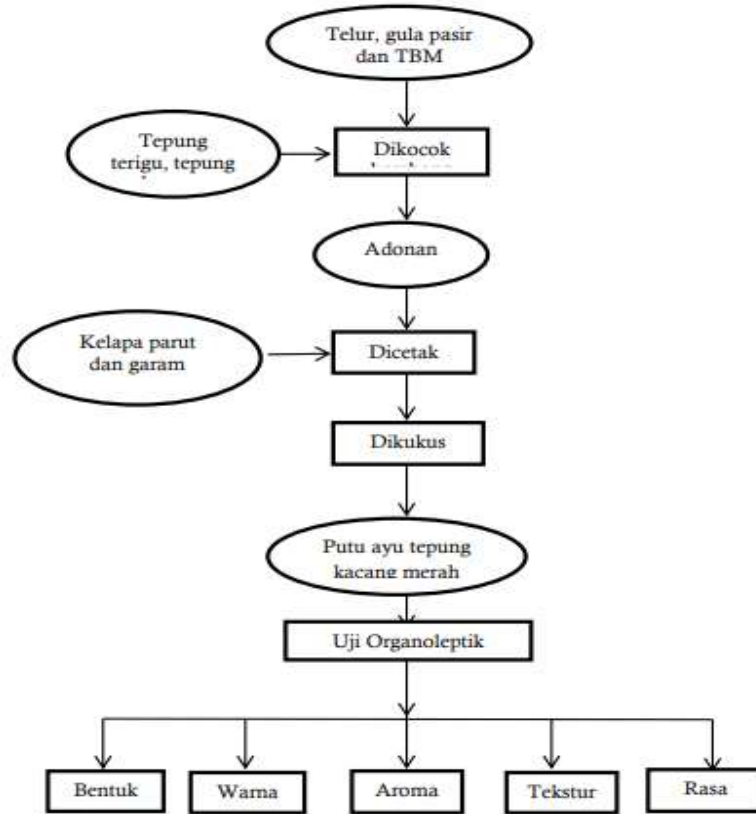 Telur, gula pasir
dan TBM
Tepung
terigu, tepung
Dikocok
Adonan
Kelapa parut
dan garam
Dicetak
Dikukus
Putu ayu tepung
kacang merah
Uji Organoleptik
Bentuk
Warna
Aroma
Tekstur
Rasa